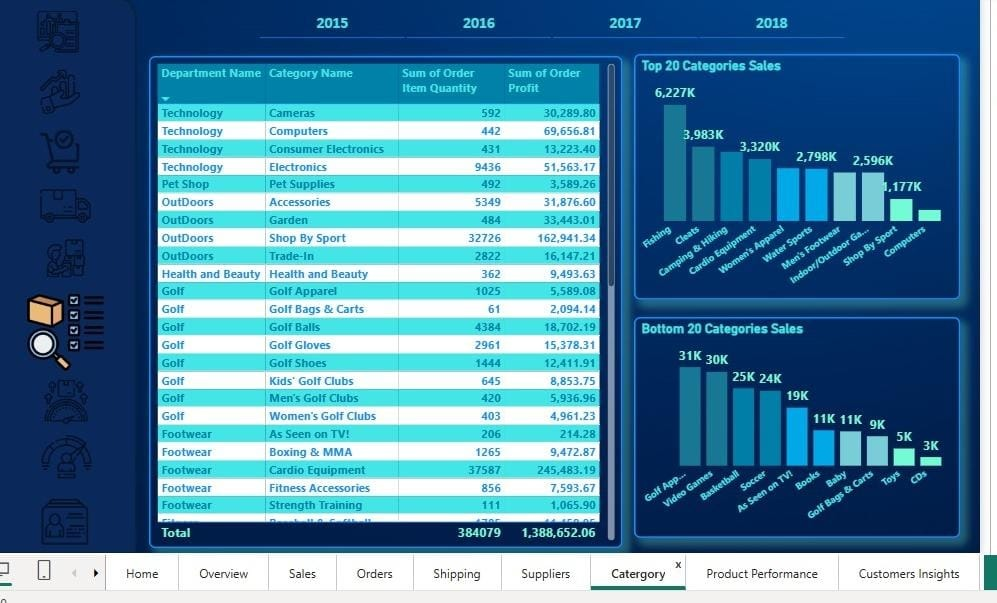 2015 2016 2017 2018
Department Name Category Name Sum of Order Item Quantity Sum of Order Profit
Technology Cameras 592 30,289.80
Technology Computers 442 69,656.81
Technology Consumer Electronics 431 13,223.40
Technology Electronics 9436 51,563.17
Pet Shop Pet Supplies 492 3,589.26
OutDoors Accessories 5349 31,876.60
OutDoors Garden 484 33,443.01
OutDoors Shop By Sport 32726 162,941.34
OutDoors Trade-In 2822 16,147.21
Health and Beauty Health and Beauty 362 9,493.63
Golf Golf Apparel 1025 5,589.08
Golf Golf Bags & Carts 61 2,094.14
Golf Golf Balls 4384 18,702.19
Golf Golf Gloves 2961 15,378.31
Golf Golf Shoes 1444 12,411.91
Golf Kids' Golf Clubs 645 8,853.75
Golf Men's Golf Clubs 420 5,936.96
Golf Women's Golf Clubs 403 4,961.23
Footwear As Seen on TV! 206 214.28
Footwear Boxing & MMA 1265 9,472.87
Footwear Cardio Equipment 37587 245,483.19
Footwear Fitness Accessories 856 7,593.67
Footwear Strength Training 111 1,065.90
Total 384079 1,388,652.06
Top 20 Categories Sales
6,227K
3,983K
3,320K
2,798K
2,596K
1,177K
Fishing
Cleats
Camping & Hiking
Cardio Equipment
Women's Apparel
Water Sports
Men's Footwear
Indoor/Outdoor Ga...
Shop By Sport
Computers
Bottom 20 Categories Sales
31K 30K 25K 24K 19K 11K 11K 9K 5K 3K
Golf App...
Video Games
Basketball
Soccer
As Seen on TV!
Books
Baby
Golf Bags & Carts
Toys
CDs
Home Overview Sales Orders Shipping Suppliers Catergory x Product Performance Customers Insights